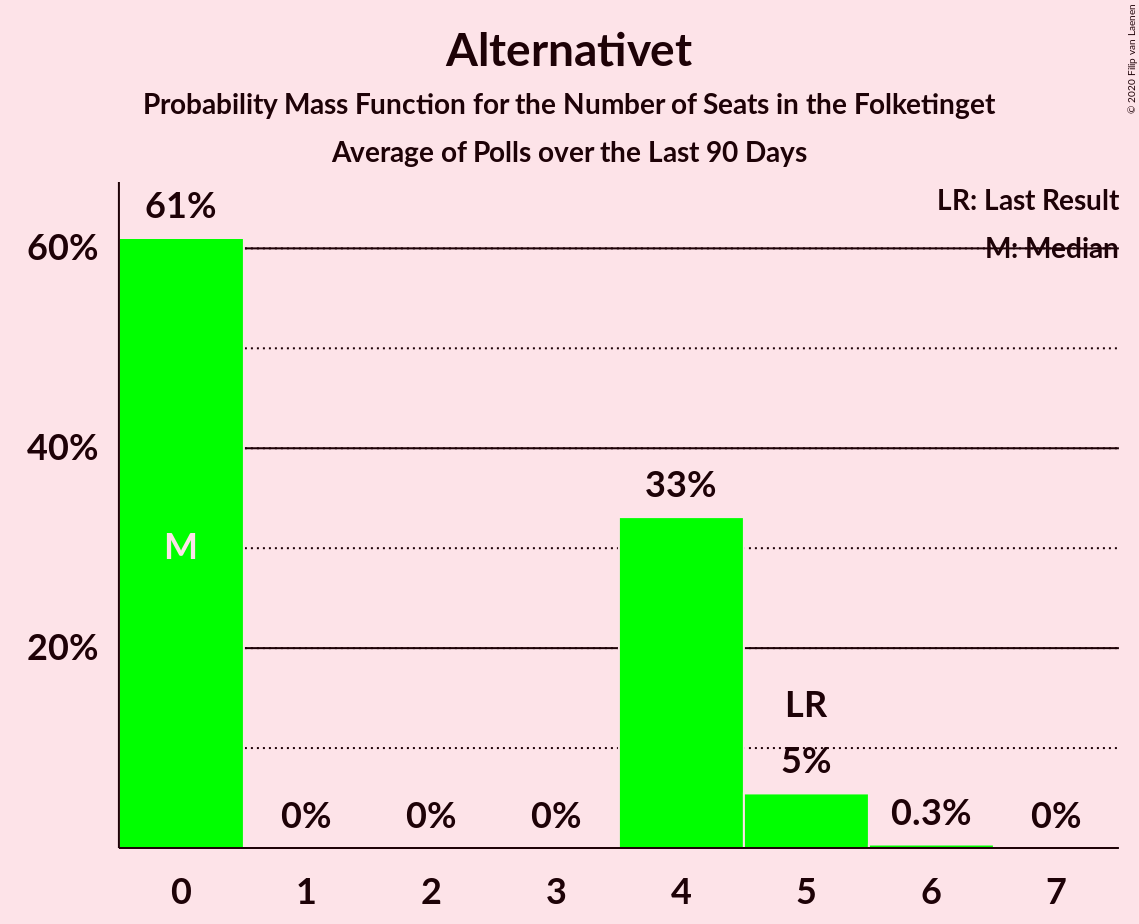 Alternativet
Probability Mass Function for the Number of Seats in the Folketinget
Average of Polls over the Last 90 Days
© 2020 Filip van Laenen
LR: Last Result
M: Median
61%
60%
40%
20%
M
0%
0%
0%
33%
LR
5%
0.3%
0%
0
1
2
3
4
5
6
7